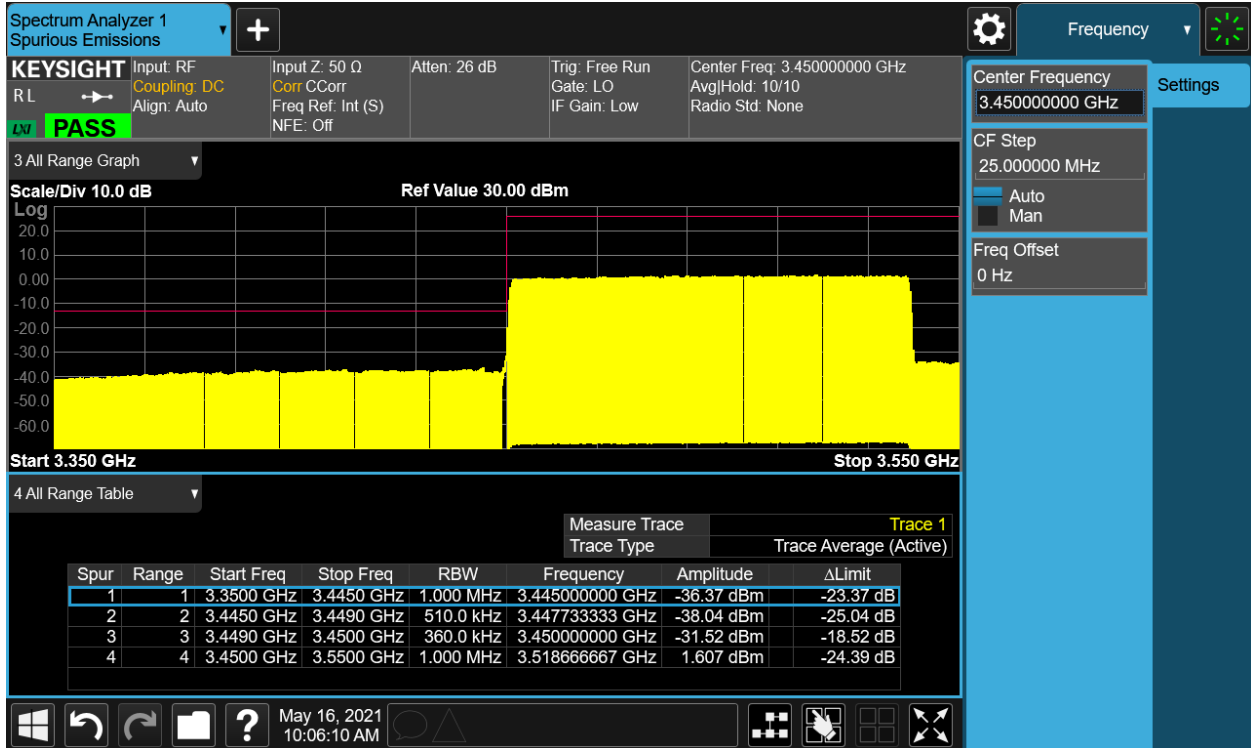 Spectrum Analyzer 1
Spurious Emissions
Frequency
KEYSIGHT
R L
LXI
PASS
Input: RF
Coupling: DC
Align: Auto
Input Z: 50 Ω
Corr CCorr
Freq Ref: Int (S)
NFE: Off
Atten: 26 dB
Trig: Free Run
Gate: LO
IF Gain: Low
Center Freq: 3.450000000 GHz
Avg|Hold: 10/10
Radio Std: None
Center Frequency
3.450000000 GHz
Settings
CF Step
25.000000 MHz
Auto
Man
Freq Offset
0 Hz
3 All Range Graph
Scale/Div 10.0 dB Ref Value 30.00 dBm
Log
20.0
10.0
0.00
-10.0
-20.0
-30.0
-40.0
-50.0
-60.0
Start 3.350 GHz Stop 3.550 GHz
4 All Range Table
Measure Trace Trace 1
Trace Type Trace Average (Active)
Spur Range Start Freq Stop Freq RBW Frequency Amplitude ΔLimit
1 1 3.3500 GHz 3.4450 GHz 1.000 MHz 3.445000000 GHz -36.37 dBm -23.37 dB
2 2 3.4450 GHz 3.4490 GHz 510.0 kHz 3.447733333 GHz -38.04 dBm -25.04 dB
3 3 3.4490 GHz 3.4500 GHz 360.0 kHz 3.450000000 GHz -31.52 dBm -18.52 dB
4 4 3.4500 GHz 3.5500 GHz 1.000 MHz 3.518666667 GHz 1.607 dBm -24.39 dB
?
May 16, 2021
10:06:10 AM